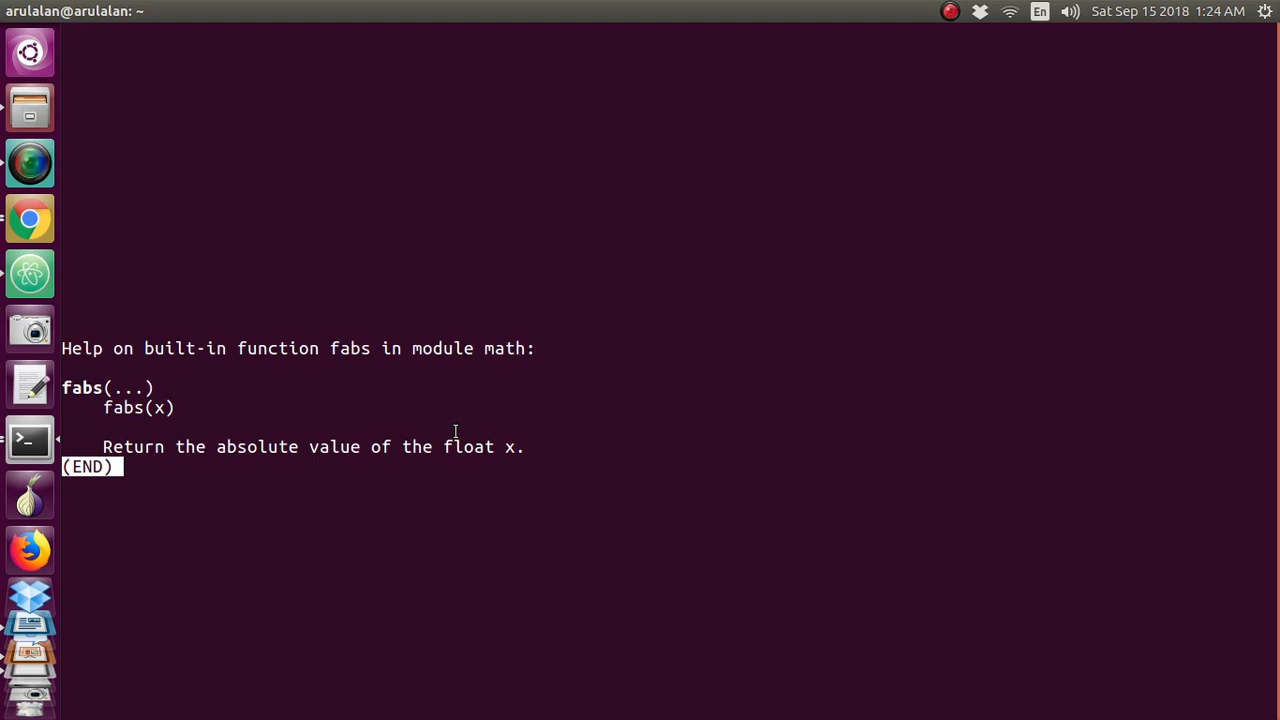 arulalan@arulalan: ~
En
Sat Sep 15 2018 1:24 AM
Help on built-in function fabs in module math:
fabs(...)
fabs(x)
Return the absolute value of the float x.
(END)